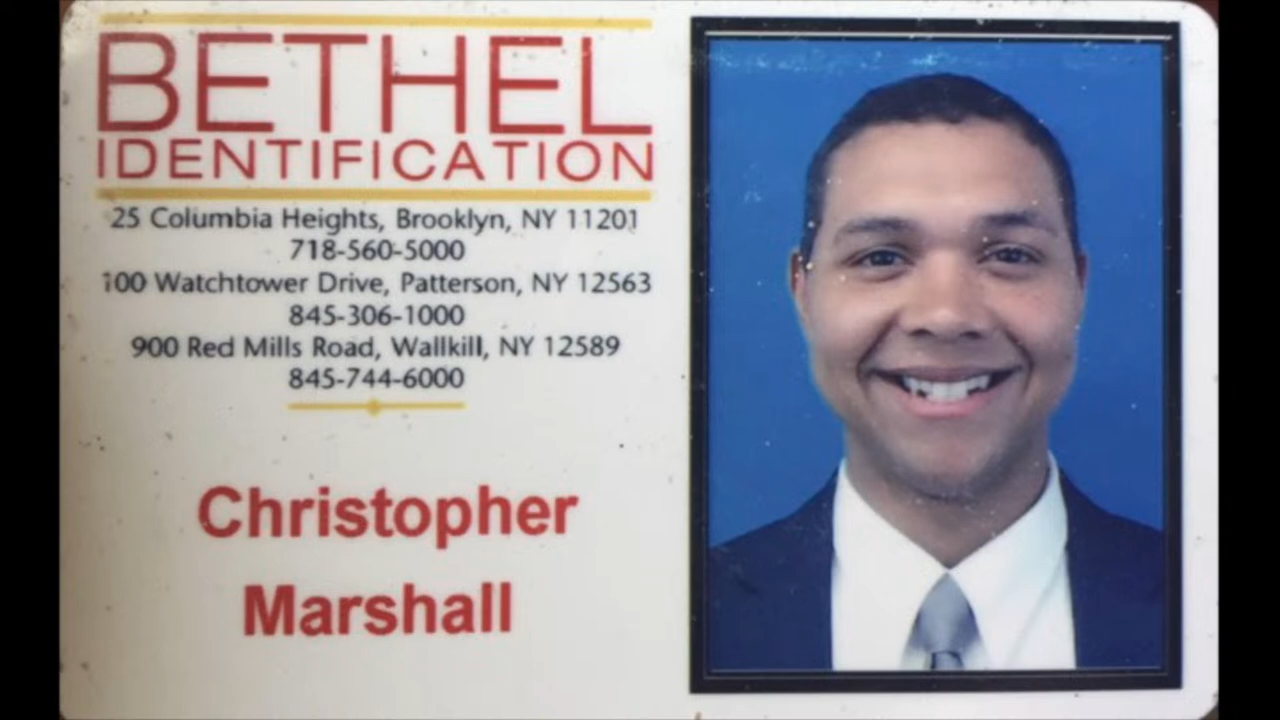 BETHEL
IDENTIFICATION
25 Columbia Heights, Brooklyn, NY 11201
718-560-5000
100 Watchtower Drive, Patterson, NY 12563
845-306-1000
900 Red Mills Road, Wallkill, NY 12589
845-744-6000
Christopher
Marshall